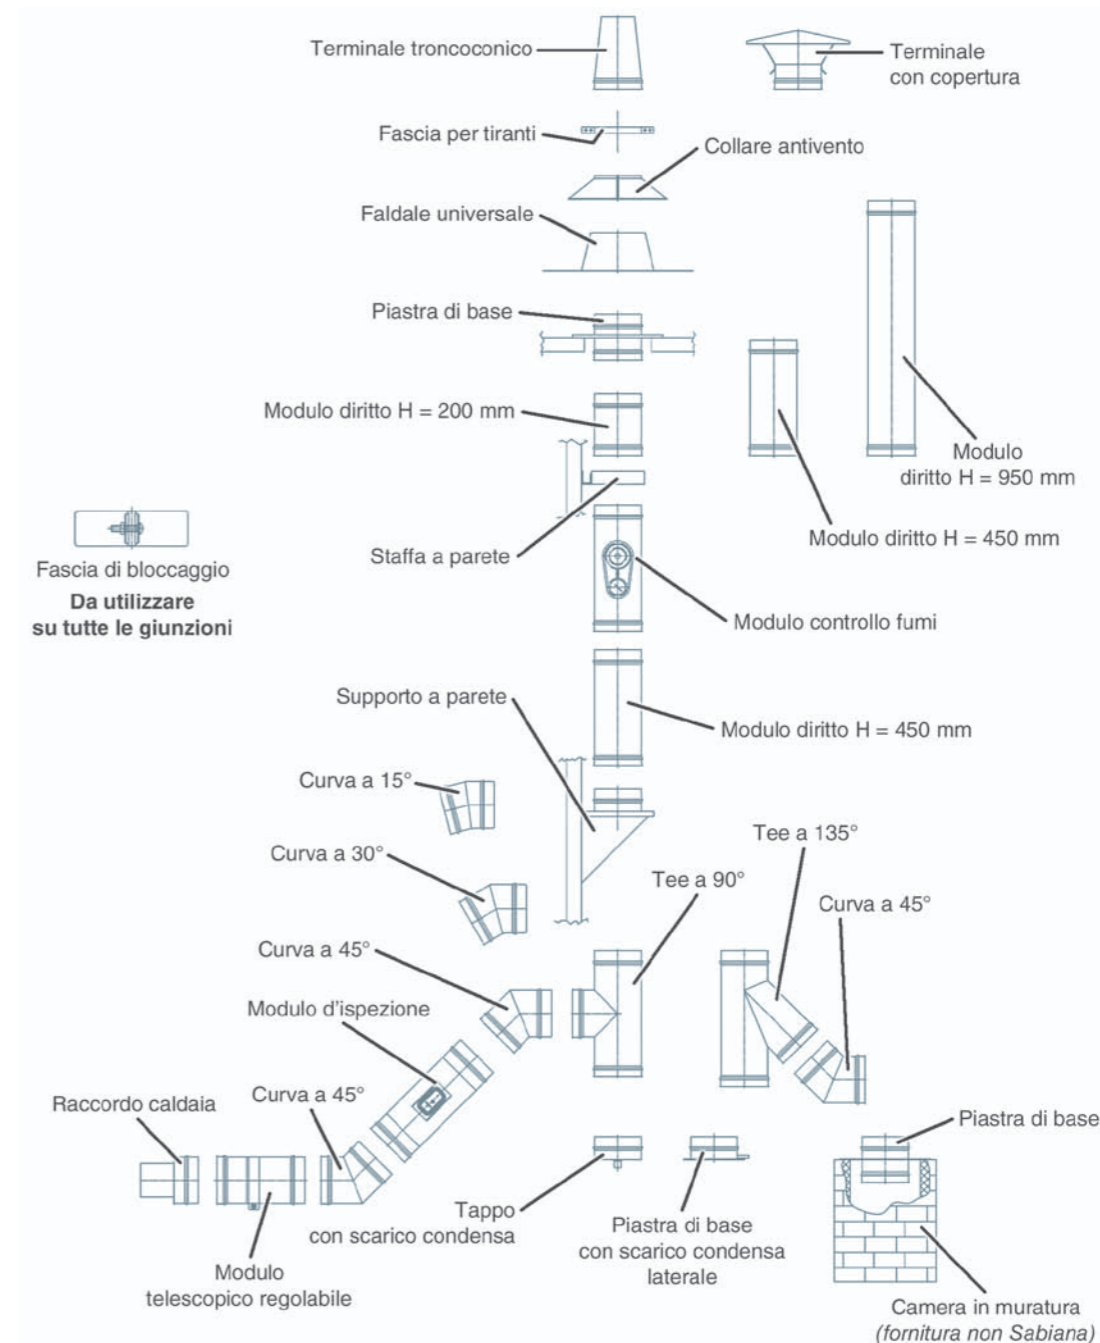 Terminale troncoconico
Terminale
con copertura
Fascia per tiranti
Collare antivento
Faldale universale
Piastra di base
Modulo diritto H = 200 mm
Modulo
diritto H = 950 mm
Modulo diritto H = 450 mm
Staffa a parete
Fascia di bloccaggio
Da utilizzare
su tutte le giunzioni
Modulo controllo fumi
Supporto a parete
Modulo diritto H = 450 mm
Curva a 15°
Curva a 30°
Tee a 135°
Tee a 90°
Curva a 45°
Curva a 45°
Modulo d'ispezione
Curva a 45°
Raccordo caldaia
Piastra di base
Tappo
con scarico condensa
Piastra di base
con scarico condensa
laterale
Modulo
telescopico regolabile
Camera in muratura
(fornitura non Sabiana)